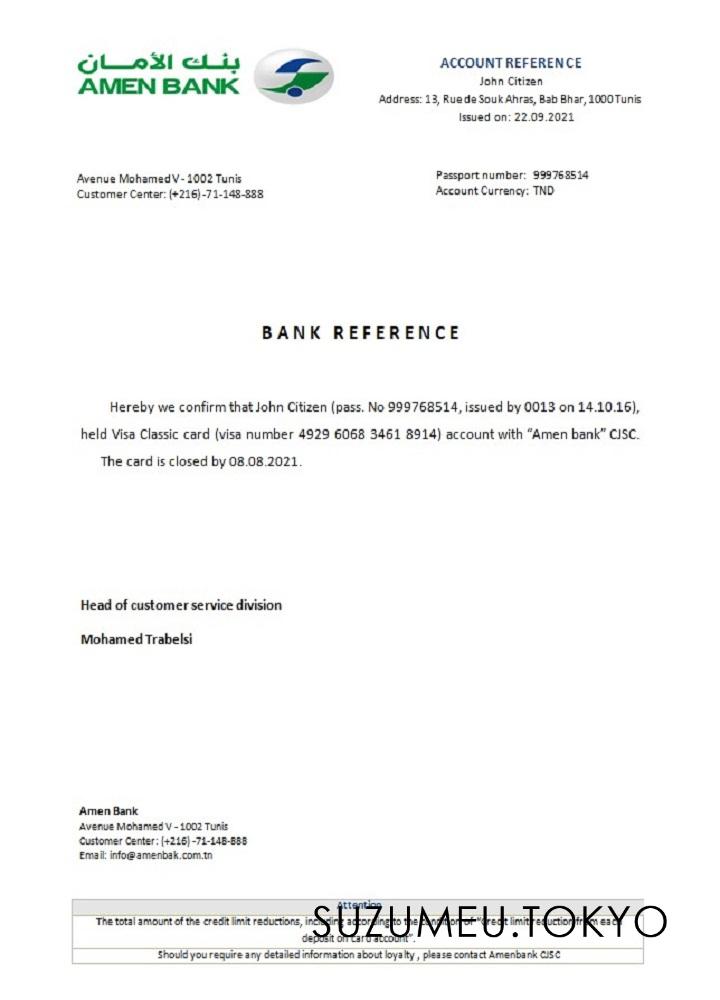 بنك الأمان
AMEN BANK
ACCOUNT REFERENCE
John Citizen
Address: 13, Rue de Souk Ahras, Bab Bhar, 1000 Tunis
Issued on: 22.09.2021
Avenue Mohamed V - 1002 Tunis
Customer Center: (+216)-71-148-888
Passport number: 999768514
Account Currency: TND
BANK REFERENCE
Hereby we confirm that John Citizen (pass. No 999768514, issued by 0013 on 14.10.16),
held Visa Classic card (visa number 4929 6068 3461 8914) account with “Amen bank” CJSC.
The card is closed by 08.08.2021.
Head of customer service division
Mohamed Trabelsi
Amen Bank
Avenue Mohamed V - 1002 Tunis
Customer Center: (+216) -71-148-888
Email: info@amenbak.com.tn
Attention
The total amount of the credit limit reductions, including according to the condition of "Credit limit reduction from each
deposit on card account".
Should you require any detailed information about loyalty , please contact Amenbank CJSC
SUZUMEU.TOKYO